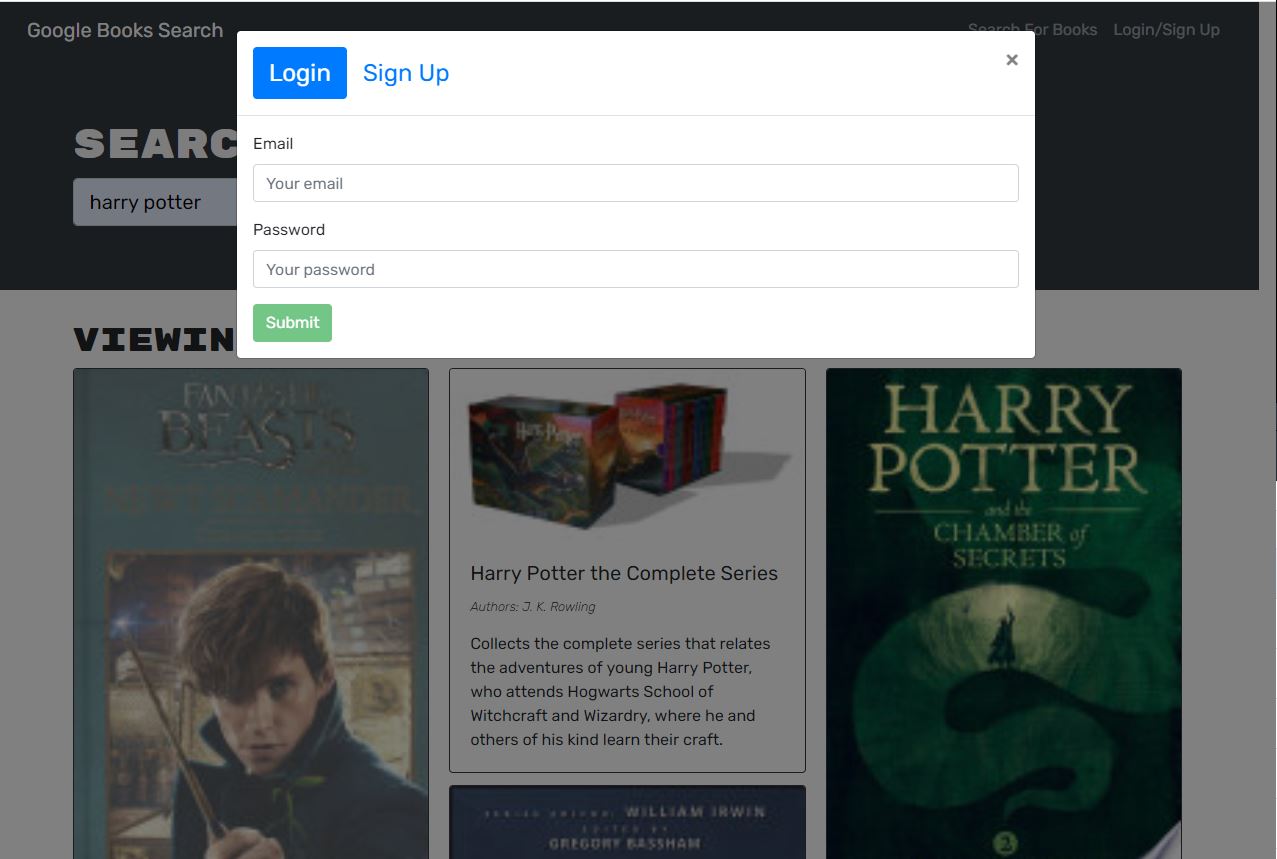 Google Books Search
Search For Books
Login/Sign Up
Login
Sign Up
×
SEARC
harry potter
Email
Your email
Password
Your password
Submit
VIEWIN
FANTASTIC
BEASTS
NEWT SCAMANDER
Harry Potter
Harry Potter the Complete Series
Authors: J. K. Rowling
Collects the complete series that relates
the adventures of young Harry Potter,
who attends Hogwarts School of
Witchcraft and Wizardry, where he and
others of his kind learn their craft.
SERIES EDITOR: WILLIAM IRWIN
EDITED BY
GREGORY BASSHAM
HARRY
POTTER
and the
CHAMBER of
SECRETS
2